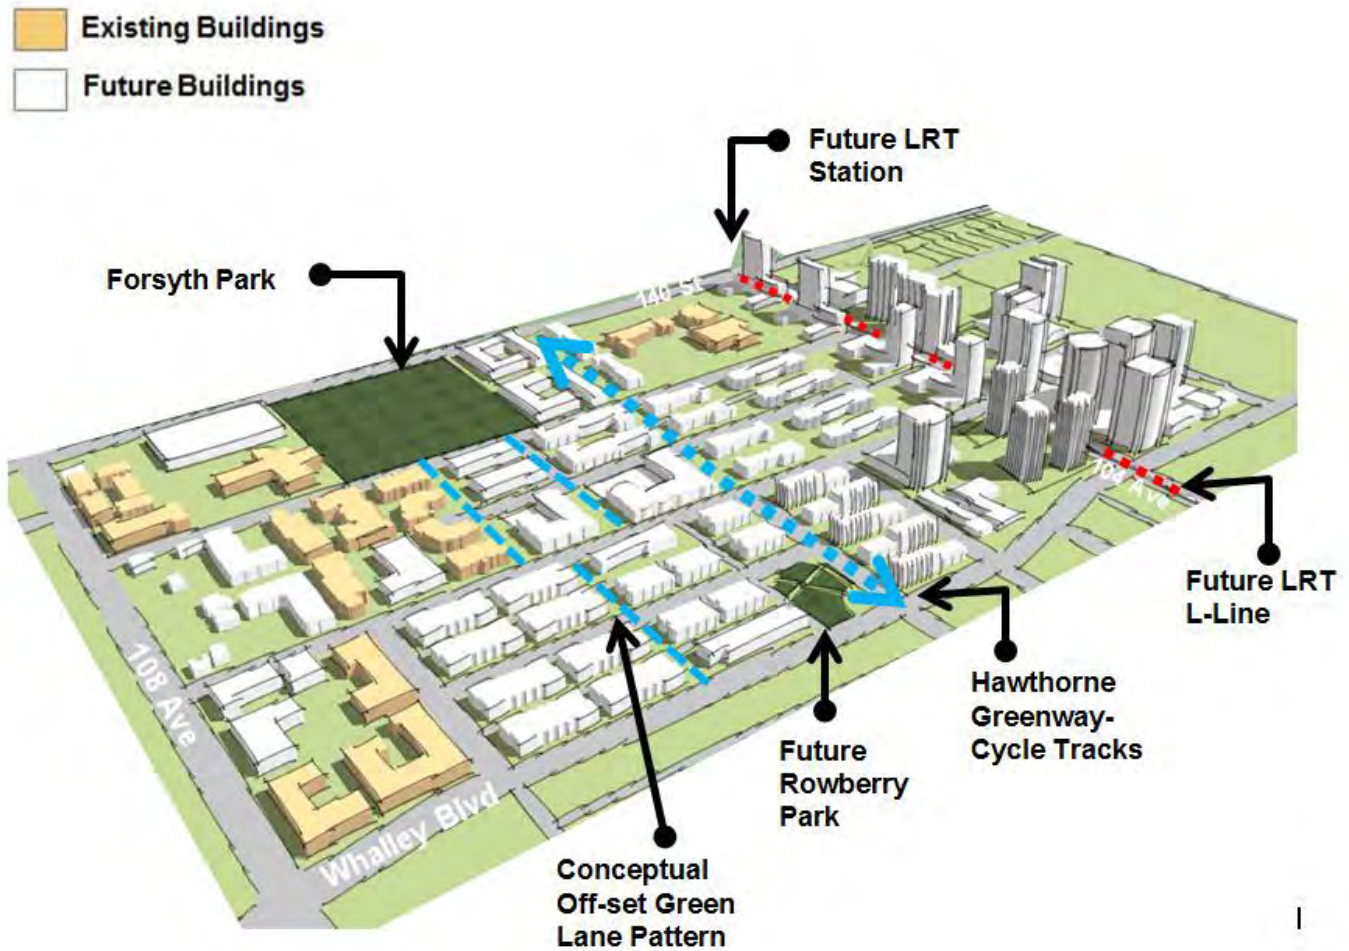 Existing Buildings
Future Buildings
Future LRT
Station
Forsyth Park
140 St
104 Ave
Future LRT
L-Line
108 Ave
Hawthorne
Greenway-
Cycle Tracks
Future
Rowberry
Park
Whalley Blvd
Conceptual
Off-set Green
Lane Pattern